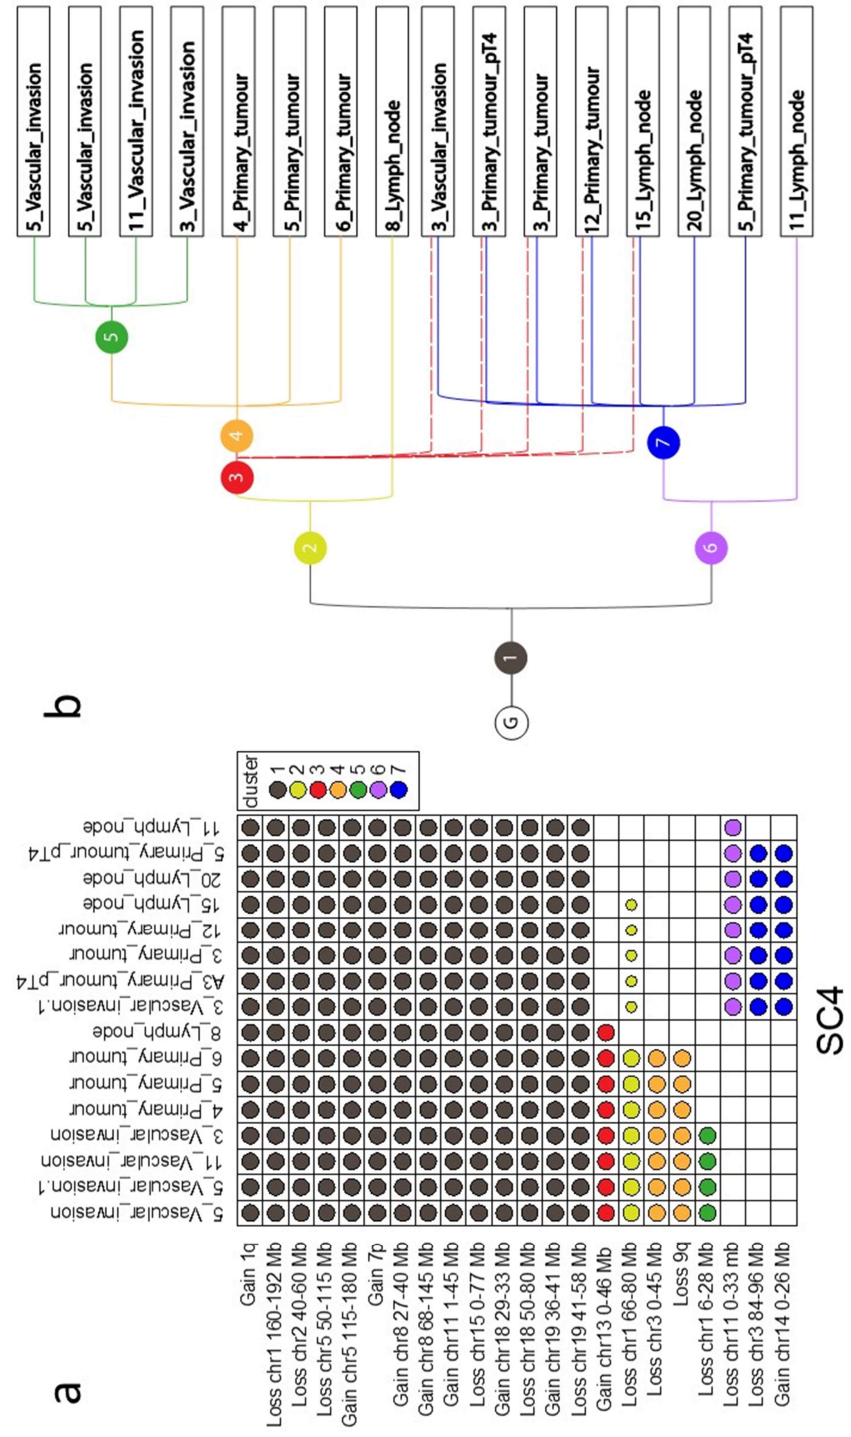 a
5_Vascular_invasion
5_Vascular_invasion.1
11_Vascular_invasion
3_Vascular_invasion
4_Primary_tumour
5_Primary_tumour
6_Primary_tumour
8_Lymph_node
3_Vascular_invasion.1
A3_Primary_tumour_pT4
3_Primary_tumour
12_Primary_tumour
15_Lymph_node
20_Lymph_node
5_Primary_tumour_pT4
11_Lymph_node
Gain 1q
Loss chr1 160-192 Mb
Loss chr2 40-60 Mb
Loss chr5 50-115 Mb
Gain chr5 115-180 Mb
Gain 7p
Gain chr8 27-40 Mb
Gain chr8 68-145 Mb
Gain chr11 1-45 Mb
Loss chr15 0-77 Mb
Gain chr18 29-33 Mb
Loss chr18 50-80 Mb
Gain chr19 36-41 Mb
Loss chr19 41-58 Mb
Gain chr13 0-46 Mb
Loss chr1 66-80 Mb
Loss chr3 0-45 Mb
Loss 9q
Loss chr1 6-28 Mb
Loss chr11 0-33 mb
Loss chr3 84-96 Mb
Gain chr14 0-26 Mb
cluster
1
2
3
4
5
6
7
SC4
b
G
1
2
3
4
5
6
7
5_Vascular_invasion
5_Vascular_invasion
11_Vascular_invasion
3_Vascular_invasion
4_Primary_tumour
5_Primary_tumour
6_Primary_tumour
8_Lymph_node
3_Vascular_invasion
3_Primary_tumour_pT4
3_Primary_tumour
12_Primary_tumour
15_Lymph_node
20_Lymph_node
5_Primary_tumour_pT4
11_Lymph_node